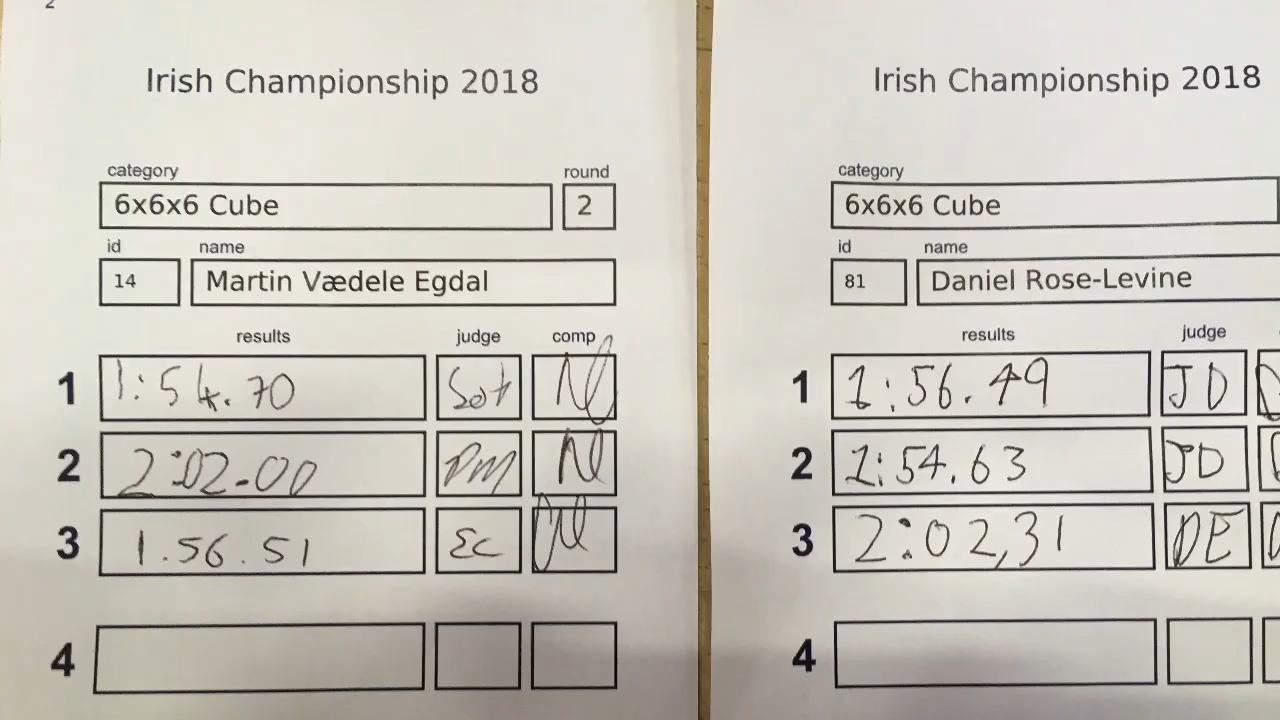 2
Irish Championship 2018
category round
6x6x6 Cube 2
id name
14 Martin Vædele Egdal
results judge comp
1 1:54.70
2 2:02.00 DM
3 1.56.51 EC
4
Irish Championship 2018
category
6x6x6 Cube
id name
81 Daniel Rose-Levine
results judge
1 1:56.49 JD
2 1:54.63 JD
3 2:02,31 DE
4